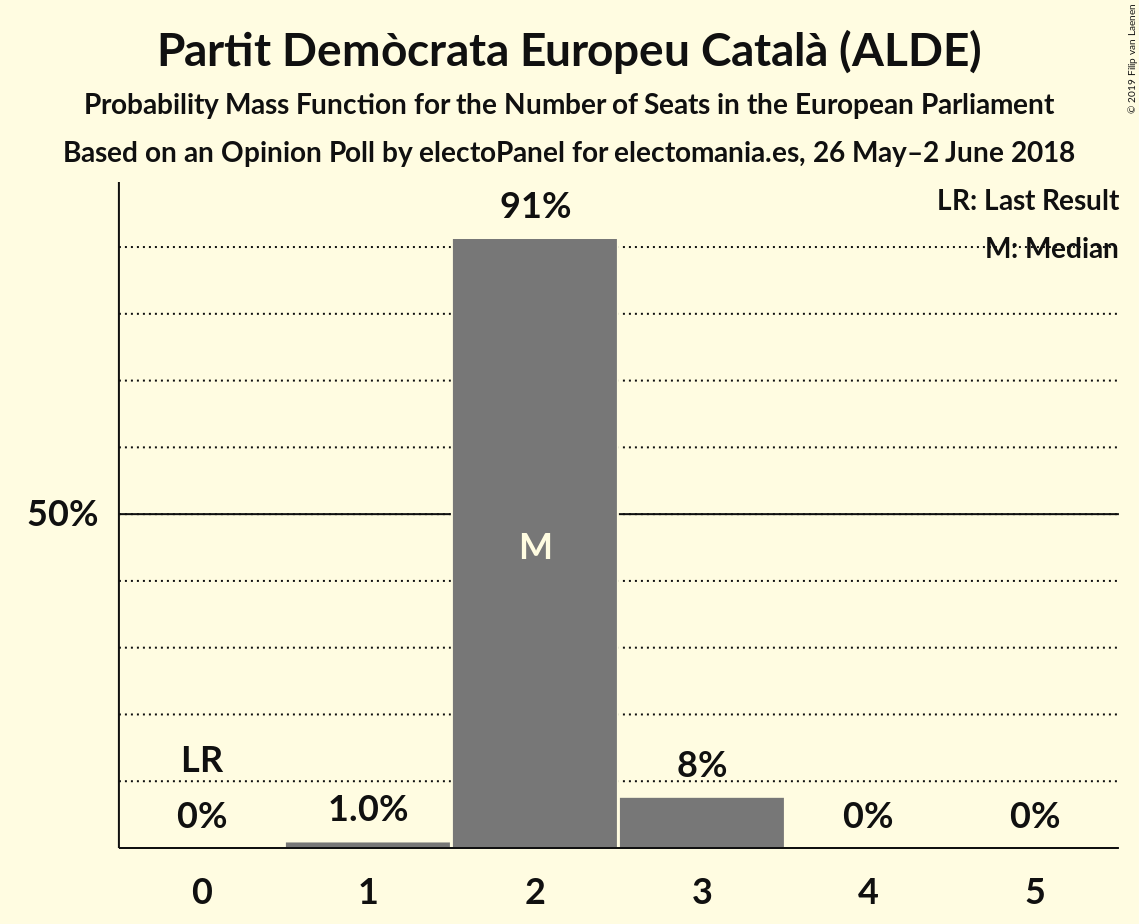 Partit Demòcrata Europeu Català (ALDE)
Probability Mass Function for the Number of Seats in the European Parliament
Based on an Opinion Poll by electoPanel for electomania.es, 26 May–2 June 2018
© 2019 Filip van Laenen
LR: Last Result
M: Median
91%
50%
M
LR
0%
1.0%
8%
0%
0%
0
1
2
3
4
5